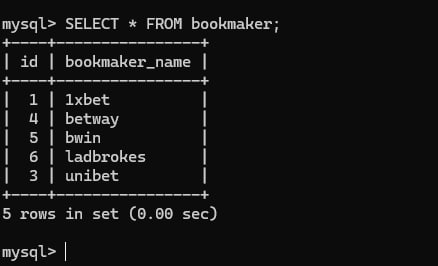 mysql> SELECT * FROM bookmaker;
+----+----------------+
| id | bookmaker_name |
+----+----------------+
|  1 | 1xbet          |
|  4 | betway         |
|  5 | bwin           |
|  6 | ladbrokes      |
|  3 | unibet         |
+----+----------------+
5 rows in set (0.00 sec)
mysql>